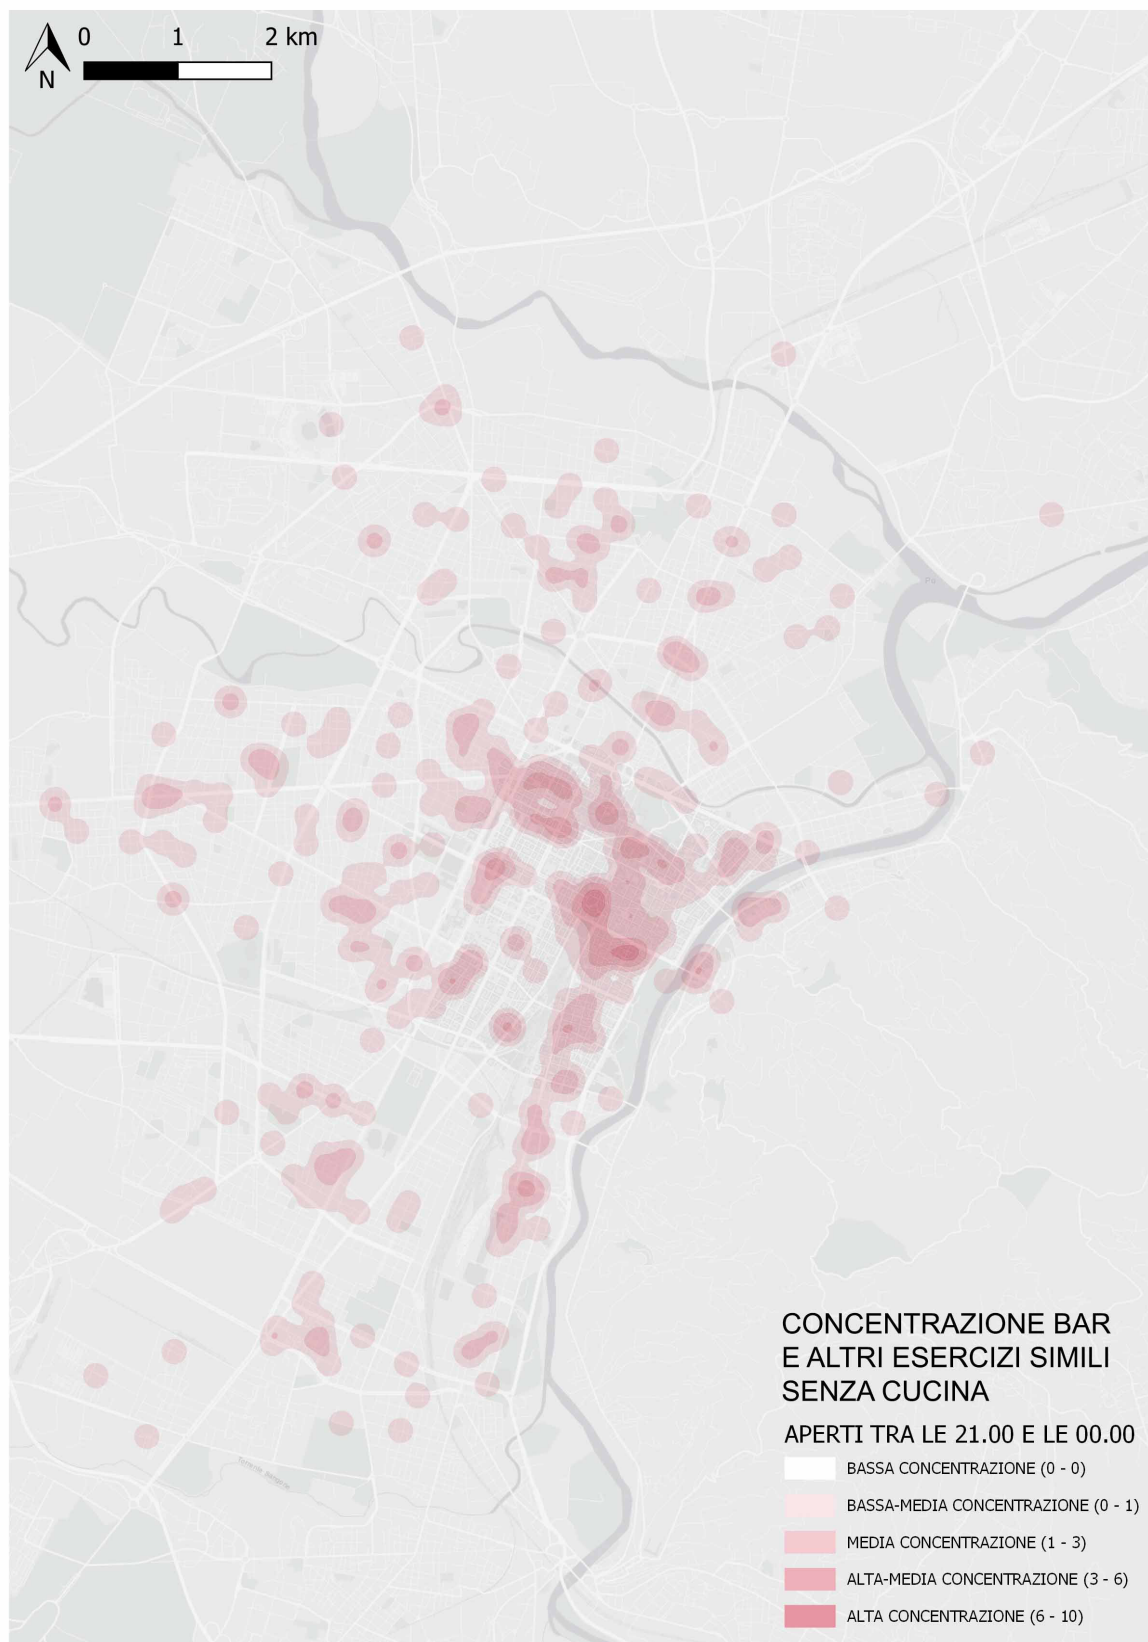 0 1 2 km
N
Po
CONCENTRAZIONE BAR
E ALTRI ESERCIZI SIMILI
SENZA CUCINA
APERTI TRA LE 21.00 E LE 00.00
BASSA CONCENTRAZIONE (0 - 0)
BASSA-MEDIA CONCENTRAZIONE (0 - 1)
MEDIA CONCENTRAZIONE (1 - 3)
ALTA-MEDIA CONCENTRAZIONE (3 - 6)
ALTA CONCENTRAZIONE (6 - 10)